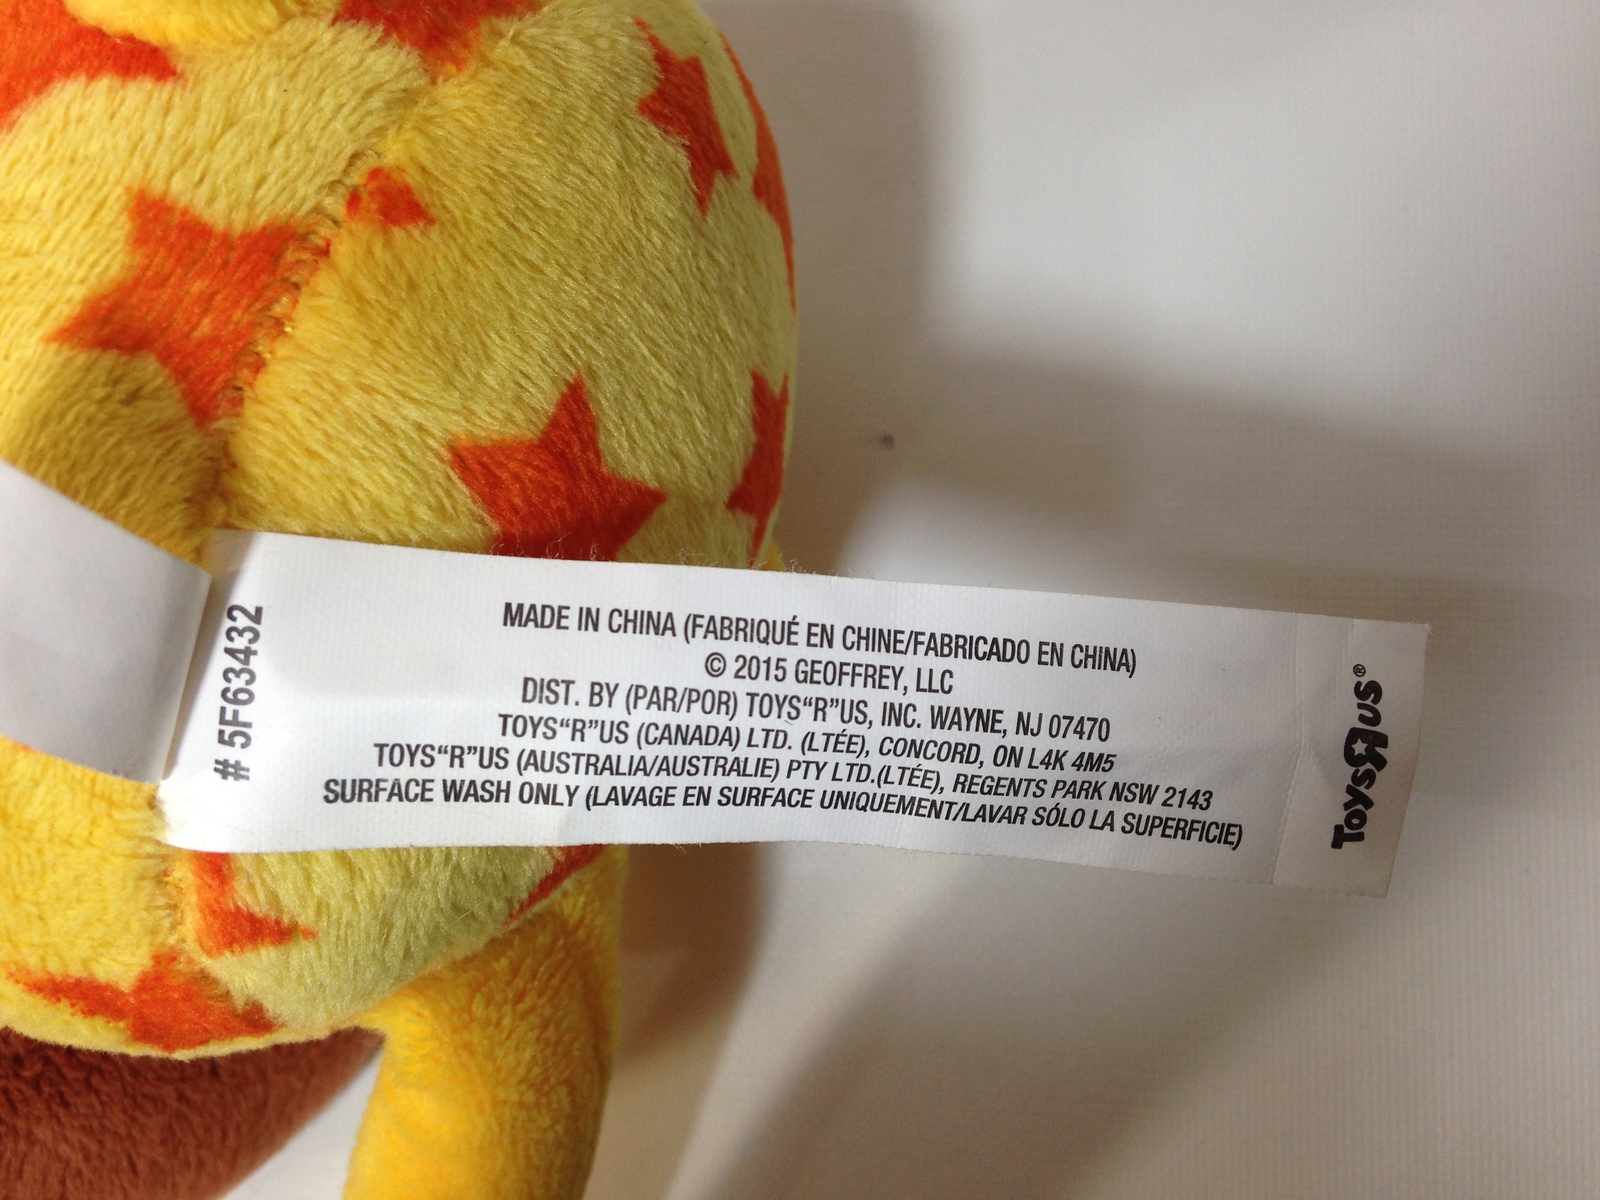 # 5F63432
MADE IN CHINA (FABRIQUÉ EN CHINE/FABRICADO EN CHINA)
© 2015 GEOFFREY, LLC
DIST. BY (PAR/POR) TOYS“R”US, INC. WAYNE, NJ 07470
TOYS“R”US (CANADA) LTD. (LTÉE), CONCORD, ON L4K 4M5
TOYS“R”US (AUSTRALIA/AUSTRALIE) PTY LTD.(LTÉE), REGENTS PARK NSW 2143
SURFACE WASH ONLY (LAVAGE EN SURFACE UNIQUEMENT/LAVAR SÓLO LA SUPERFICIE)
ToysRus®